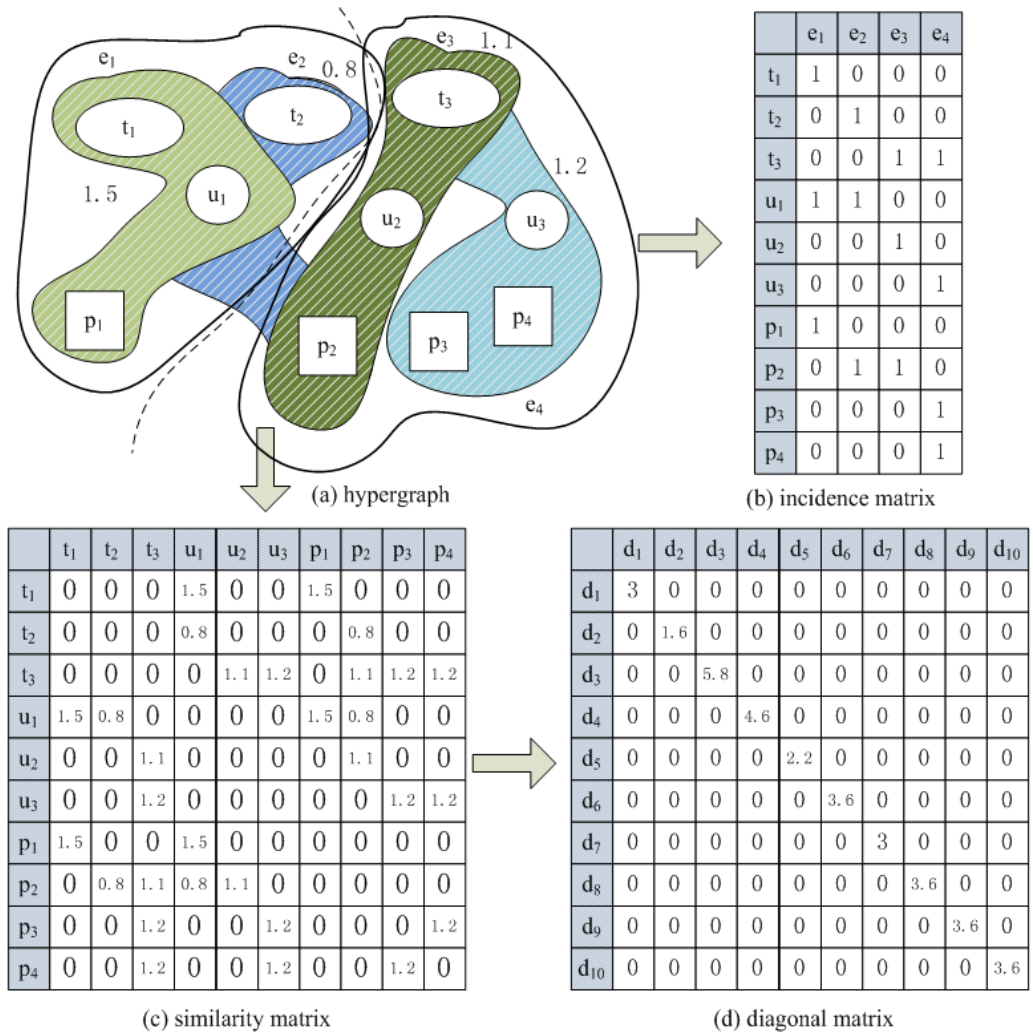 e₁
e₂
0.8
e₃
1.1
t₁
t₂
t₃
1.5
u₁
u₂
u₃
1.2
p₁
p₂
p₃
p₄
e₄
(a) hypergraph
e₁ e₂ e₃ e₄
t₁ 1 0 0 0
t₂ 0 1 0 0
t₃ 0 0 1 1
u₁ 1 1 0 0
u₂ 0 0 1 0
u₃ 0 0 0 1
p₁ 1 0 0 0
p₂ 0 1 1 0
p₃ 0 0 0 1
p₄ 0 0 0 1
(b) incidence matrix
t₁ t₂ t₃ u₁ u₂ u₃ p₁ p₂ p₃ p₄
t₁ 0 0 0 1.5 0 0 1.5 0 0 0
t₂ 0 0 0 0.8 0 0 0 0.8 0 0
t₃ 0 0 0 0 1.1 1.2 0 1.1 1.2 1.2
u₁ 1.5 0.8 0 0 0 0 1.5 0.8 0 0
u₂ 0 0 1.1 0 0 0 0 1.1 0 0
u₃ 0 0 1.2 0 0 0 0 0 1.2 1.2
p₁ 1.5 0 0 1.5 0 0 0 0 0 0
p₂ 0 0.8 1.1 0.8 1.1 0 0 0 0 0
p₃ 0 0 1.2 0 0 1.2 0 0 0 1.2
p₄ 0 0 1.2 0 0 1.2 0 0 1.2 0
(c) similarity matrix
d₁ d₂ d₃ d₄ d₅ d₆ d₇ d₈ d₉ d₁₀
d₁ 3 0 0 0 0 0 0 0 0 0
d₂ 0 1.6 0 0 0 0 0 0 0 0
d₃ 0 0 5.8 0 0 0 0 0 0 0
d₄ 0 0 0 4.6 0 0 0 0 0 0
d₅ 0 0 0 0 2.2 0 0 0 0 0
d₆ 0 0 0 0 0 3.6 0 0 0 0
d₇ 0 0 0 0 0 0 3 0 0 0
d₈ 0 0 0 0 0 0 0 3.6 0 0
d₉ 0 0 0 0 0 0 0 0 3.6 0
d₁₀ 0 0 0 0 0 0 0 0 0 3.6
(d) diagonal matrix